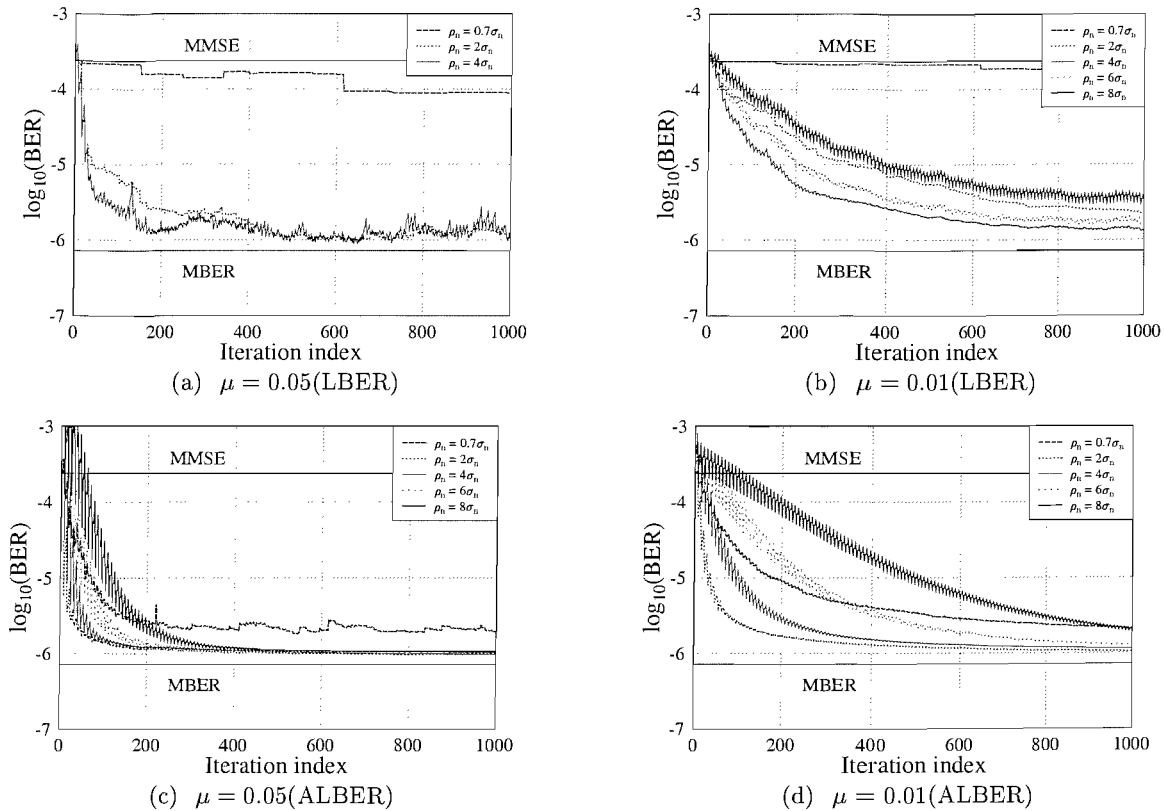 -3
-4
-5
-6
-7
log₁₀(BER)
MMSE
MBER
ρₙ = 0.7σₙ
ρₙ = 2σₙ
ρₙ = 4σₙ
0 200 400 600 800 1000
Iteration index
(a) μ = 0.05(LBER)
-3
-4
-5
-6
-7
log₁₀(BER)
MMSE
MBER
ρₙ = 0.7σₙ
ρₙ = 2σₙ
ρₙ = 4σₙ
ρₙ = 6σₙ
ρₙ = 8σₙ
0 200 400 600 800 1000
Iteration index
(b) μ = 0.01(LBER)
-3
-4
-5
-6
-7
log₁₀(BER)
MMSE
MBER
ρₙ = 0.7σₙ
ρₙ = 2σₙ
ρₙ = 4σₙ
ρₙ = 6σₙ
ρₙ = 8σₙ
0 200 400 600 800 1000
Iteration index
(c) μ = 0.05(ALBER)
-3
-4
-5
-6
-7
log₁₀(BER)
MMSE
MBER
ρₙ = 0.7σₙ
ρₙ = 2σₙ
ρₙ = 4σₙ
ρₙ = 6σₙ
ρₙ = 8σₙ
0 200 400 600 800 1000
Iteration index
(d) μ = 0.01(ALBER)